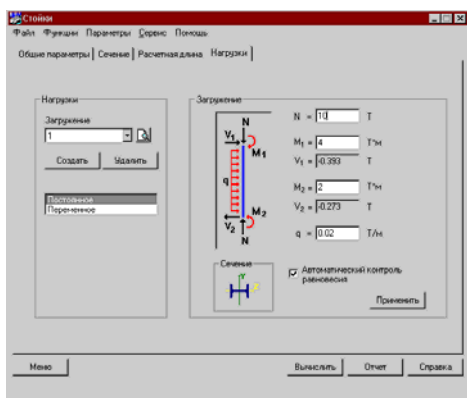 Стойки
Файл Функции Параметры Сервис Помощь
Общие параметры Сечение Расчетная длина Нагрузки
Нагрузки
Загружение
1
Создать Удалить
Постоянное
Переменное
Загружение
N
V1
M1
q
V2
M2
N
N = 10 Т
M1 = 4 Т*м
V1 = -0.393 Т
M2 = 2 Т*м
V2 = -0.273 Т
q = 0.02 Т/м
Сечение
Автоматический контроль
равновесия
Применить
Меню Вычислить Отчет Справка